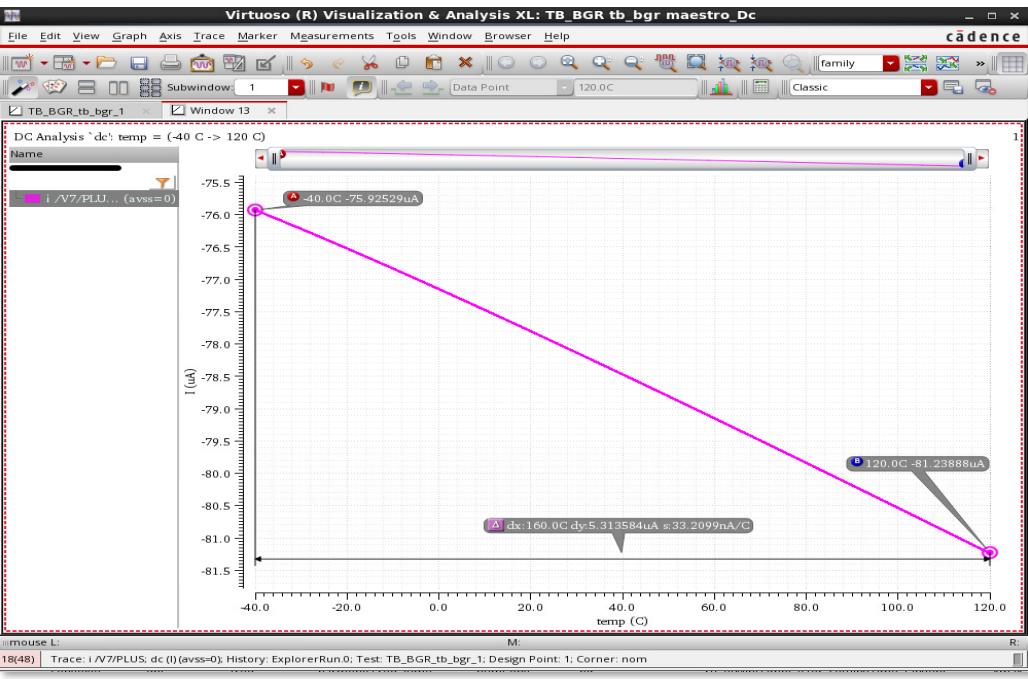 Virtuoso (R) Visualization & Analysis XL: TB_BGR tb_bgr maestro_Dc
File Edit View Graph Axis Trace Marker Measurements Tools Window Browser Help
cādence
family
Subwindow: 1
Data Point
120.0C
Classic
TB_BGR_tb_bgr_1
Window 13
DC Analysis `dc': temp = (-40 C -> 120 C)
1
Name
i /V7/PLU... (avss=0)
A -40.0C -75.92529uA
-75.5
-76.0
-76.5
-77.0
-77.5
-78.0
-78.5
-79.0
-79.5
-80.0
-80.5
-81.0
-81.5
I (uA)
B 120.0C -81.23888uA
dx:160.0C dy:5.313584uA s:33.2099nA/C
-40.0 -20.0 0.0 20.0 40.0 60.0 80.0 100.0 120.0
temp (C)
mouse L: M: R:
18(48) Trace: i /V7/PLUS; dc (I) (avss=0); History: ExplorerRun.0; Test: TB_BGR_tb_bgr_1; Design Point: 1; Corner: nom